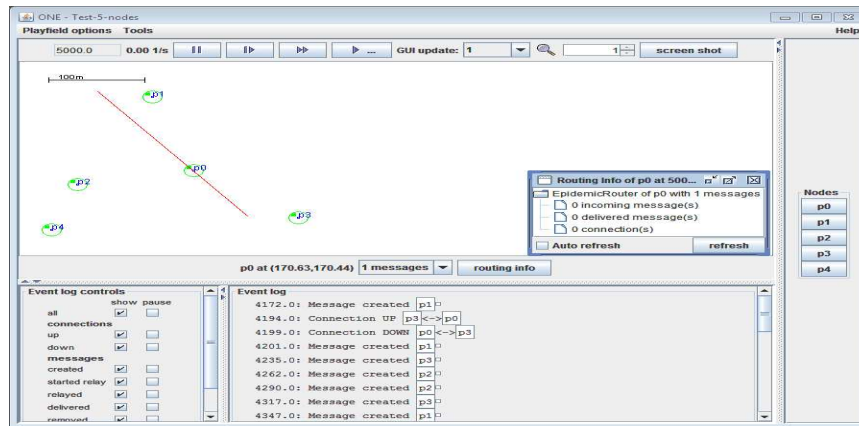 ONE - Test-5-nodes
Playfield options Tools Help
5000.0 0.00 1/s ... GUI update: 1 1 screen shot
100m
p1
p0
p2
p3
p4
Routing Info of p0 at 500...
EpidemicRouter of p0 with 1 messages
0 incoming message(s)
0 delivered message(s)
0 connection(s)
Auto refresh refresh
Nodes
p0
p1
p2
p3
p4
p0 at (170.63,170.44) 1 messages routing info
Event log controls
show pause
all
connections
up
down
messages
created
started relay
relayed
delivered
removed
Event log
4172.0: Message created p1
4194.0: Connection UP p3<->p0
4199.0: Connection DOWN p0<->p3
4201.0: Message created p1
4235.0: Message created p3
4262.0: Message created p2
4290.0: Message created p2
4317.0: Message created p3
4347.0: Message created p1